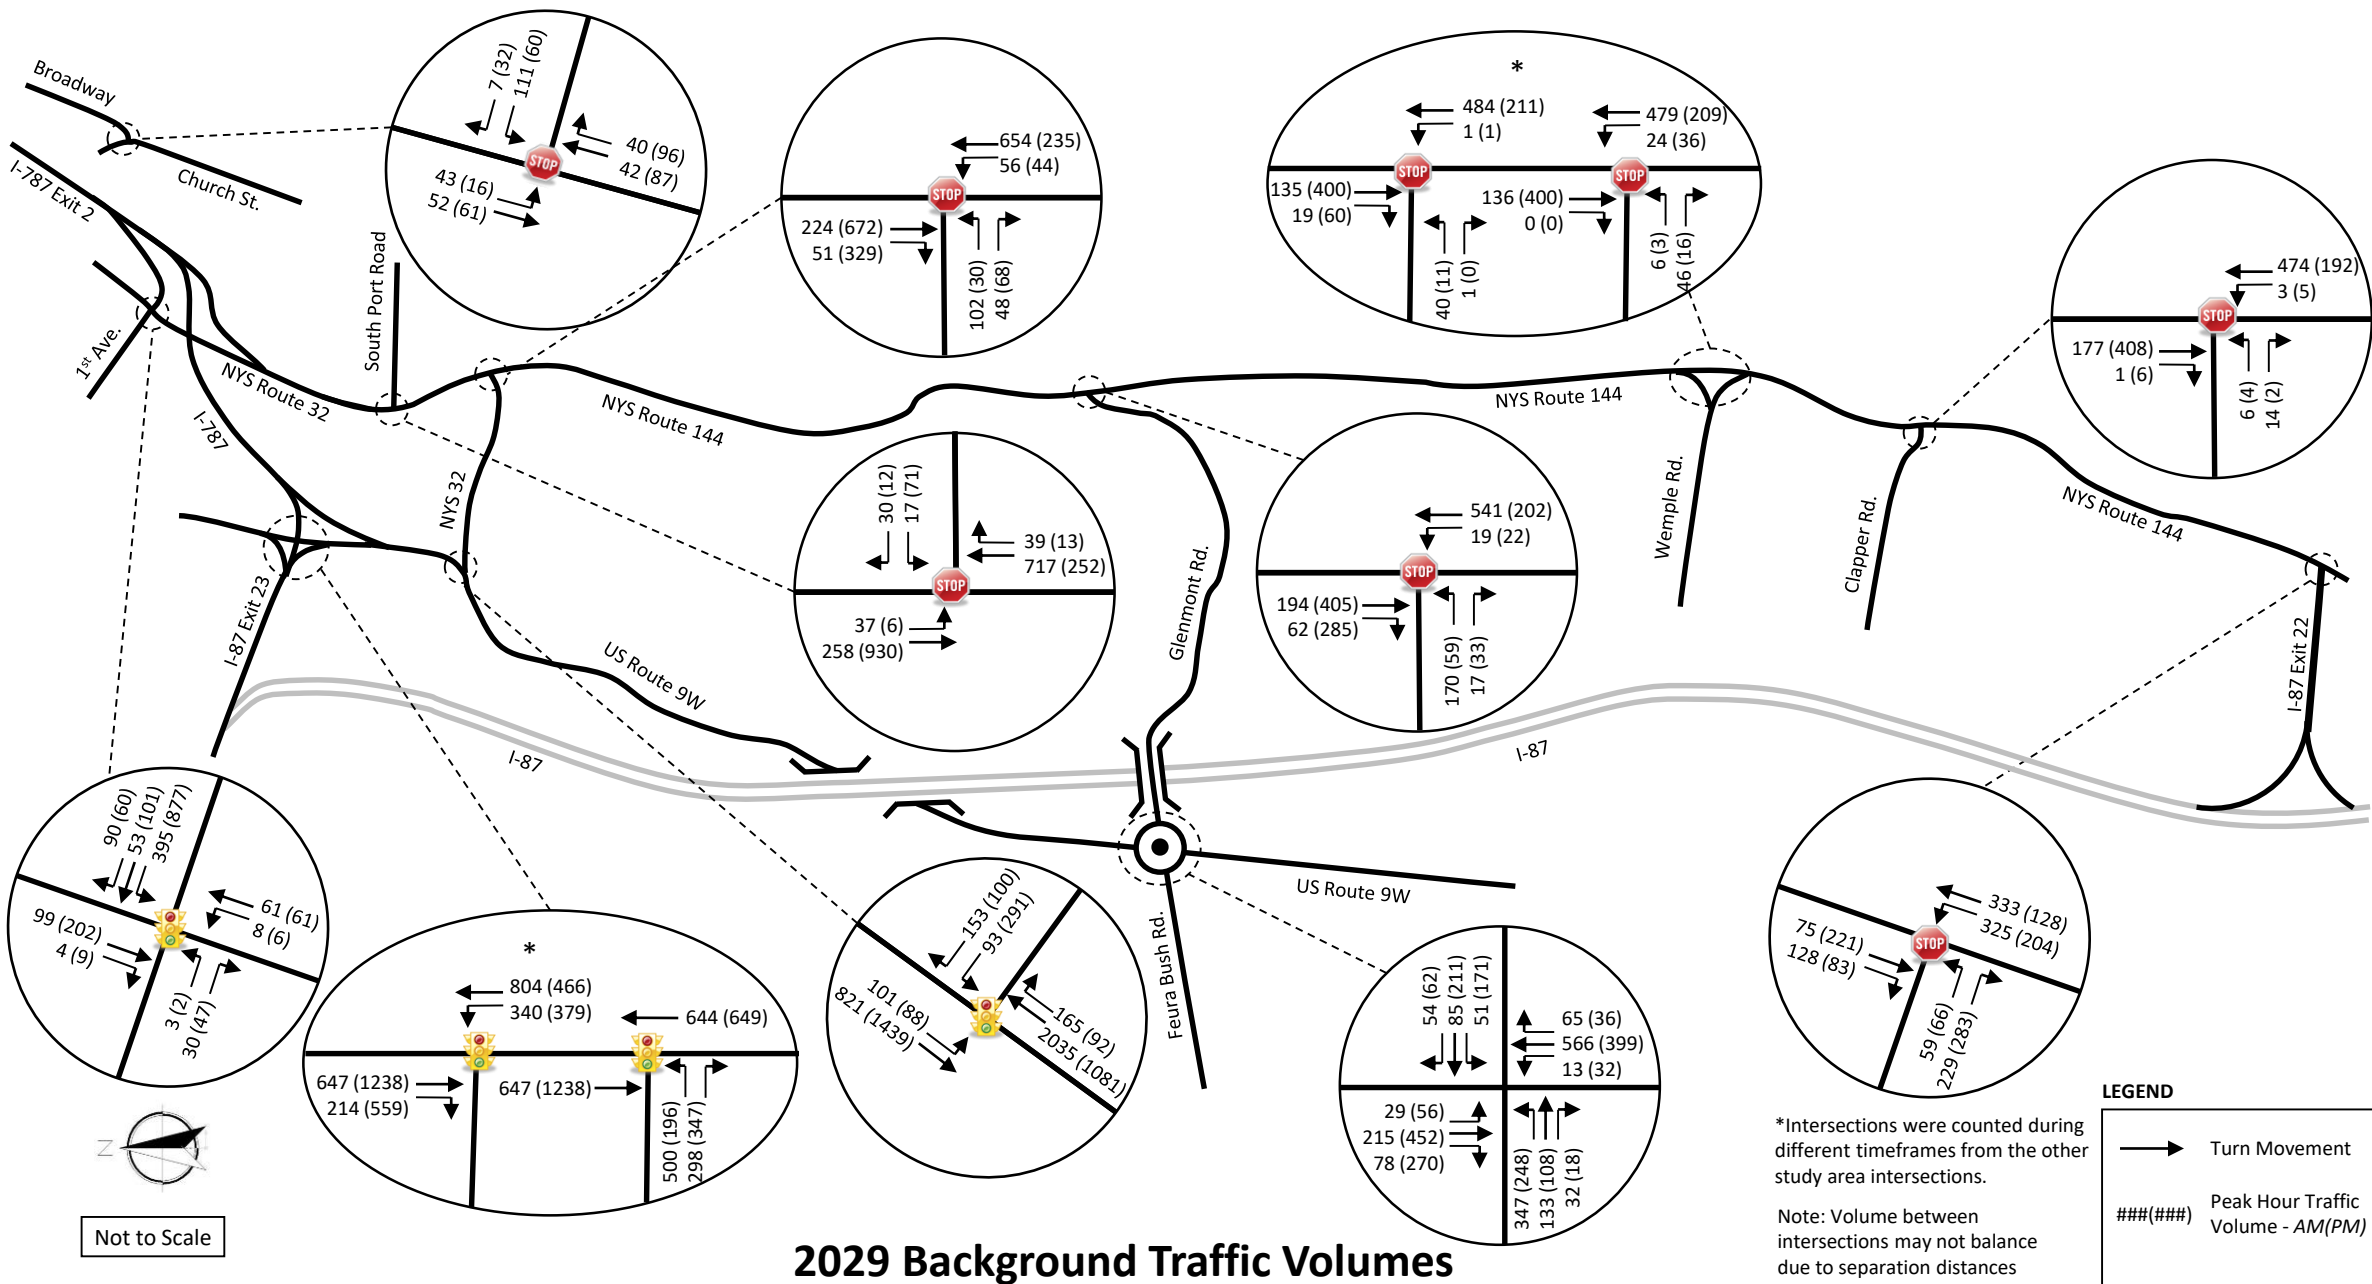 Broadway
Church St.
I-787 Exit 2
1st Ave.
NYS Route 32
I-787
South Port Road
NYS 32
NYS Route 144
NYS Route 144
NYS Route 144
Glenmont Rd.
Wemple Rd.
Clapper Rd.
I-87 Exit 22
I-87 Exit 23
US Route 9W
I-87
I-87
US Route 9W
Feura Bush Rd.
7 (32)
111 (60)
40 (96)
42 (87)
43 (16)
52 (61)
STOP
654 (235)
56 (44)
STOP
224 (672)
51 (329)
102 (30)
48 (68)
*
484 (211)
1 (1)
479 (209)
24 (36)
STOP
STOP
135 (400)
19 (60)
136 (400)
0 (0)
40 (11)
1 (0)
6 (3)
46 (16)
474 (192)
3 (5)
STOP
177 (408)
1 (6)
6 (4)
14 (2)
30 (12)
17 (71)
39 (13)
717 (252)
STOP
37 (6)
258 (930)
541 (202)
19 (22)
STOP
194 (405)
62 (285)
170 (59)
17 (33)
90 (60)
53 (101)
395 (877)
61 (61)
8 (6)
99 (202)
4 (9)
3 (2)
30 (47)
*
804 (466)
340 (379)
644 (649)
647 (1238)
214 (559)
647 (1238)
500 (196)
298 (347)
153 (100)
93 (291)
101 (88)
821 (1439)
165 (92)
2035 (1081)
54 (62)
85 (211)
51 (171)
65 (36)
566 (399)
13 (32)
29 (56)
215 (452)
78 (270)
347 (248)
133 (108)
32 (18)
333 (128)
325 (204)
75 (221)
128 (83)
STOP
59 (66)
229 (283)
Z
Not to Scale
2029 Background Traffic Volumes
*Intersections were counted during
different timeframes from the other
study area intersections.
Note: Volume between
intersections may not balance
due to separation distances
LEGEND
Turn Movement
###(###)
Peak Hour Traffic
Volume - AM(PM)